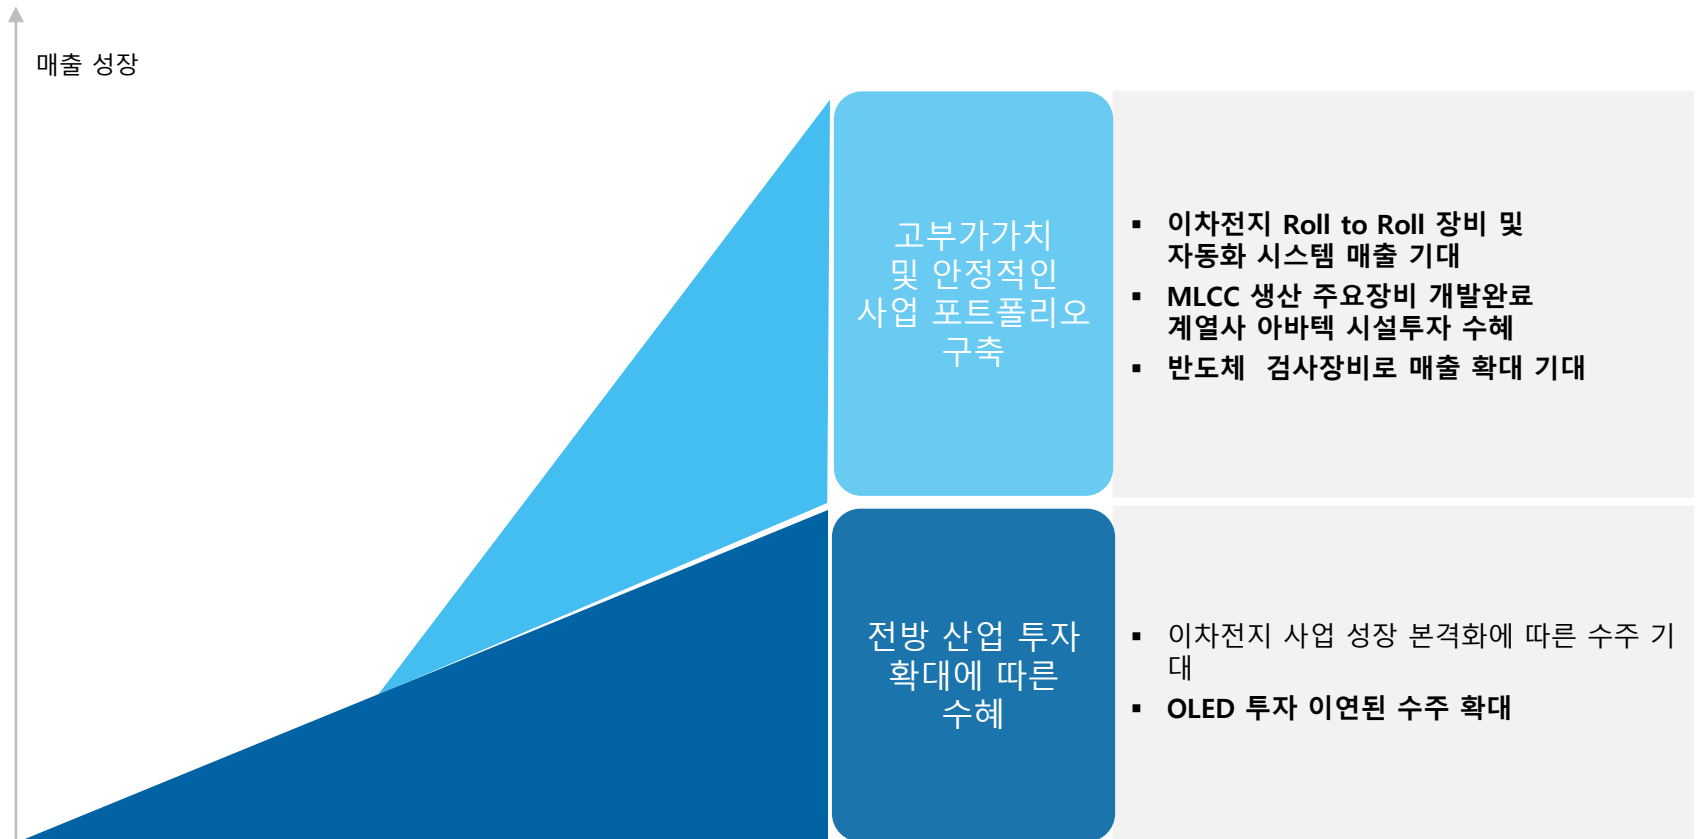 매출 성장
고부가가치
및 안정적인
사업 포트폴리오
구축
▪ 이차전지 Roll to Roll 장비 및
자동화 시스템 매출 기대
▪ MLCC 생산 주요장비 개발완료
계열사 아바텍 시설투자 수혜
▪ 반도체  검사장비로 매출 확대 기대
전방 산업 투자
확대에 따른
수혜
▪ 이차전지 사업 성장 본격화에 따른 수주 기
대
▪ OLED 투자 이연된 수주 확대